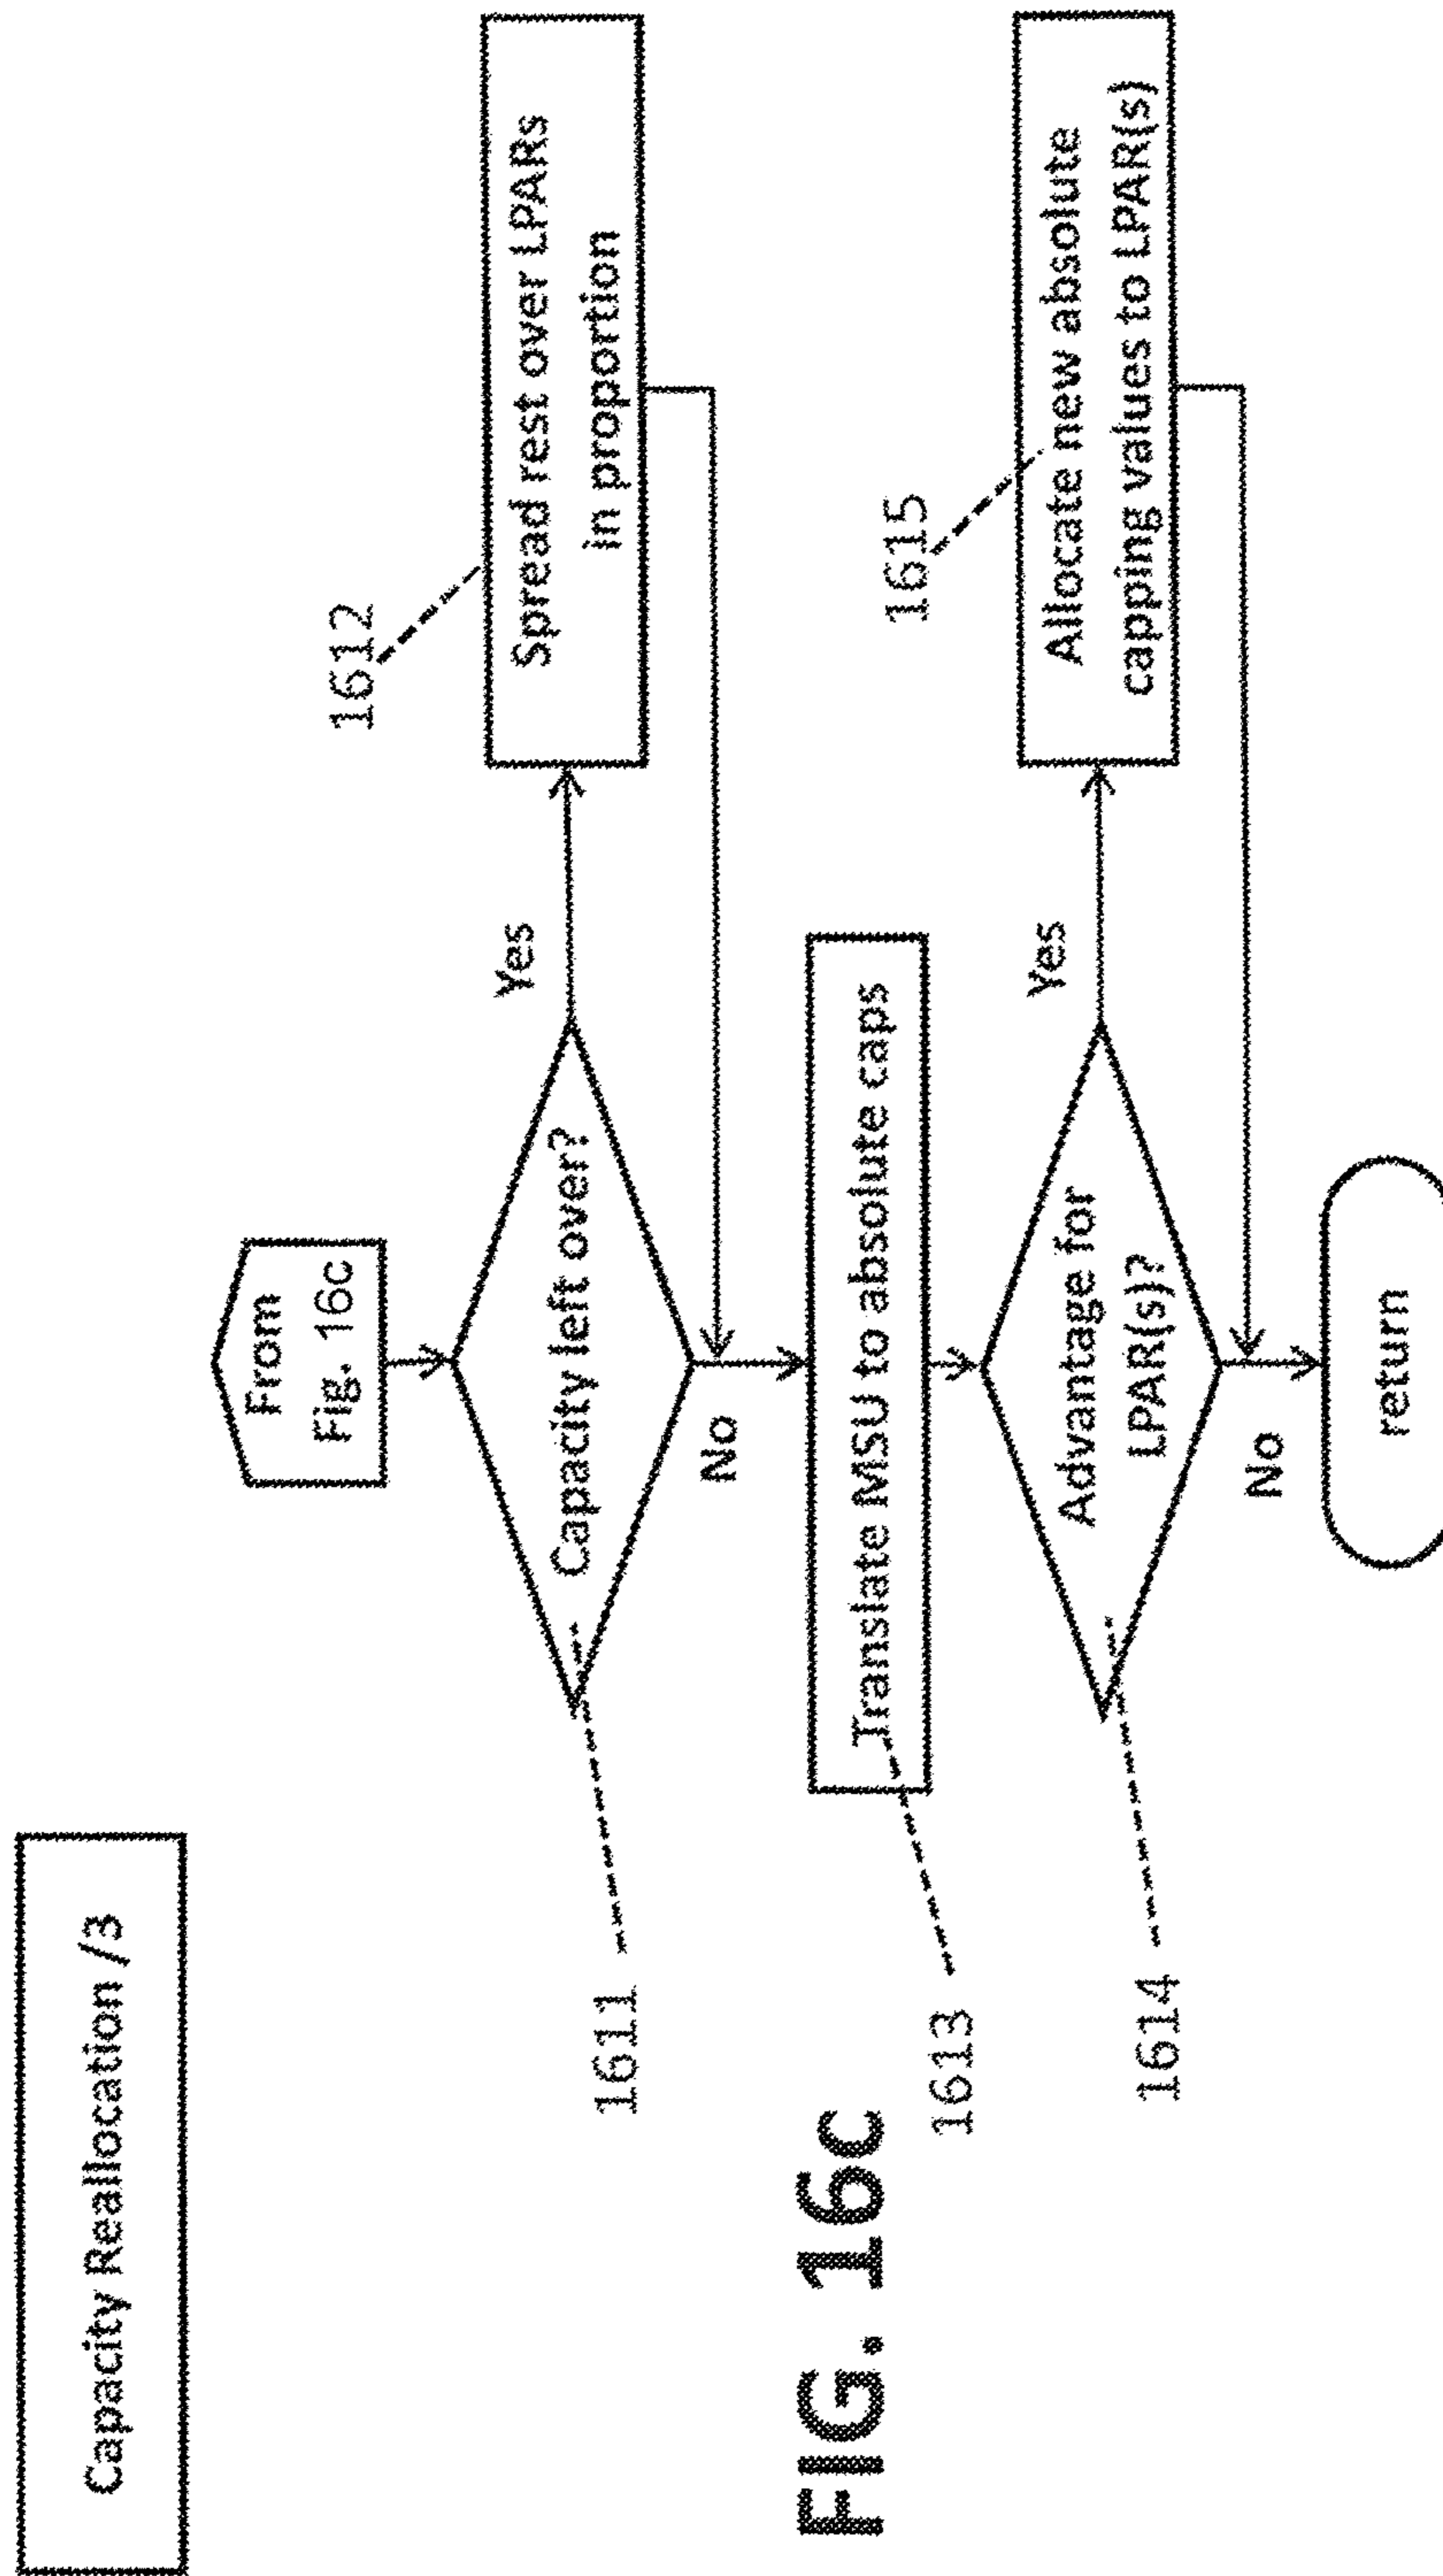 Capacity Reallocation /3
From
Fig. 16c
1611
Capacity left over?
Yes
No
1612
Spread rest over LPARs
in proportion
1613
Translate MSU to absolute caps
1614
Advantage for
LPAR(s)?
Yes
No
1615
Allocate new absolute
capping values to LPAR(s)
return
FIG. 16c